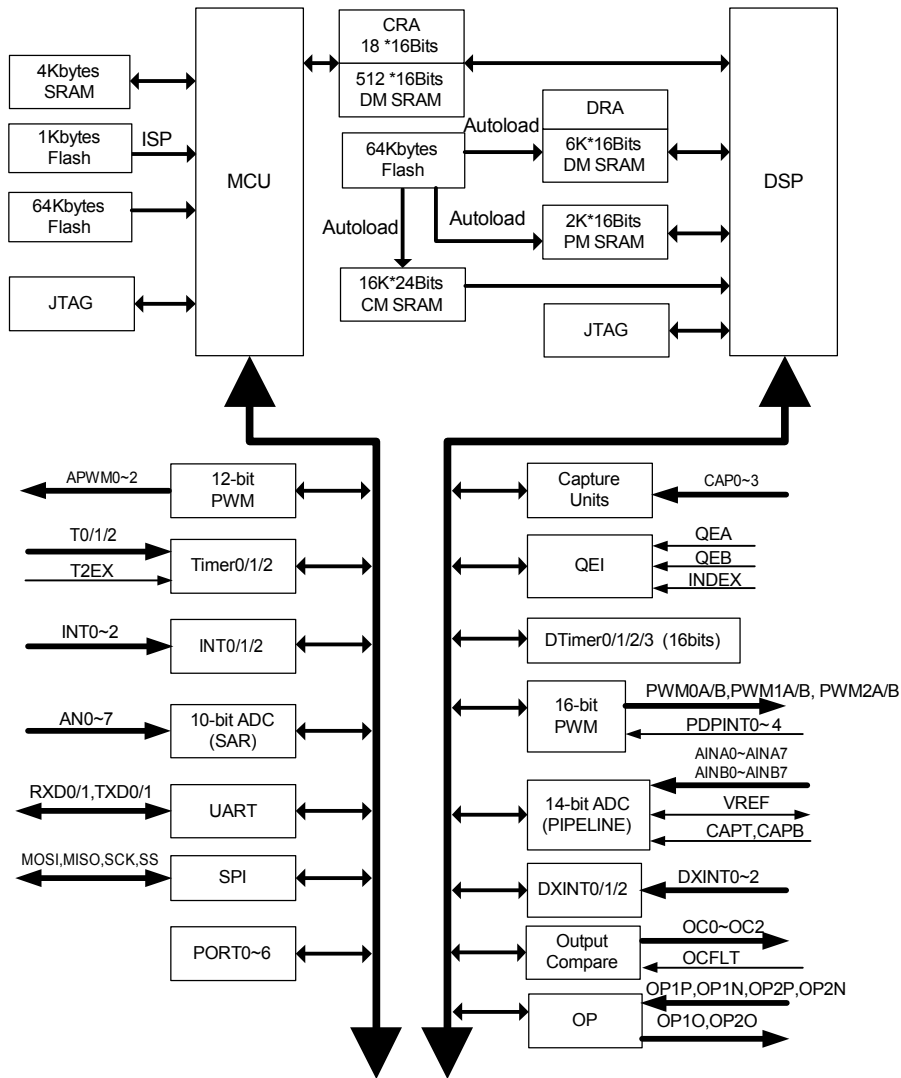 CRA
18 *16Bits
512 *16Bits
DM SRAM
4Kbytes
SRAM
1Kbytes
Flash
ISP
64Kbytes
Flash
JTAG
MCU
64Kbytes
Flash
Autoload
Autoload
Autoload
DRA
6K*16Bits
DM SRAM
2K*16Bits
PM SRAM
16K*24Bits
CM SRAM
JTAG
DSP
APWM0~2
12-bit
PWM
T0/1/2
T2EX
Timer0/1/2
INT0~2
INT0/1/2
AN0~7
10-bit ADC
(SAR)
RXD0/1,TXD0/1
UART
MOSI,MISO,SCK,SS
SPI
PORT0~6
Capture
Units
CAP0~3
QEI
QEA
QEB
INDEX
DTimer0/1/2/3 (16bits)
16-bit
PWM
PWM0A/B,PWM1A/B, PWM2A/B
PDPINT0~4
14-bit ADC
(PIPELINE)
AINA0~AINA7
AINB0~AINB7
VREF
CAPT,CAPB
DXINT0/1/2
DXINT0~2
Output
Compare
OC0~OC2
OCFLT
OP
OP1P,OP1N,OP2P,OP2N
OP1O,OP2O